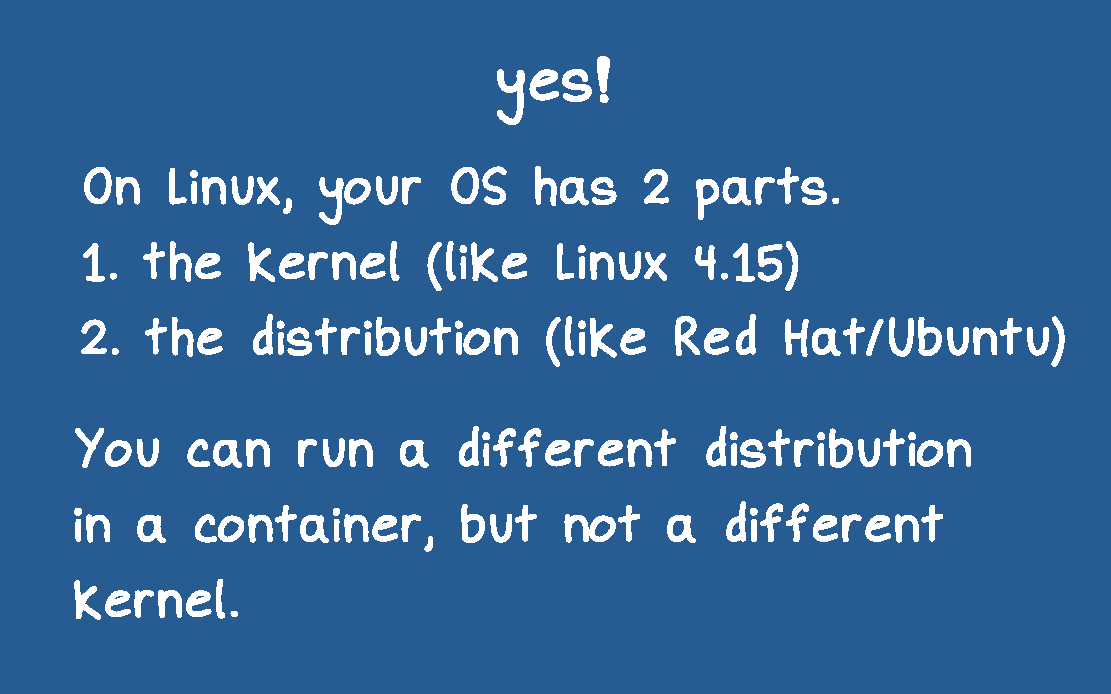 yes!
On Linux, your OS has 2 parts.
1. the kernel (like Linux 4.15)
2. the distribution (like Red Hat/Ubuntu)
You can run a different distribution
in a container, but not a different
kernel.